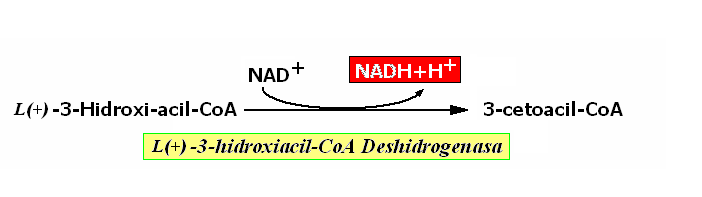 NAD+ NADH+H+
L(+)-3-Hidroxi-acil-CoA 3-cetoacil-CoA
L(+)-3-hidroxiacil-CoA Deshidrogenasa